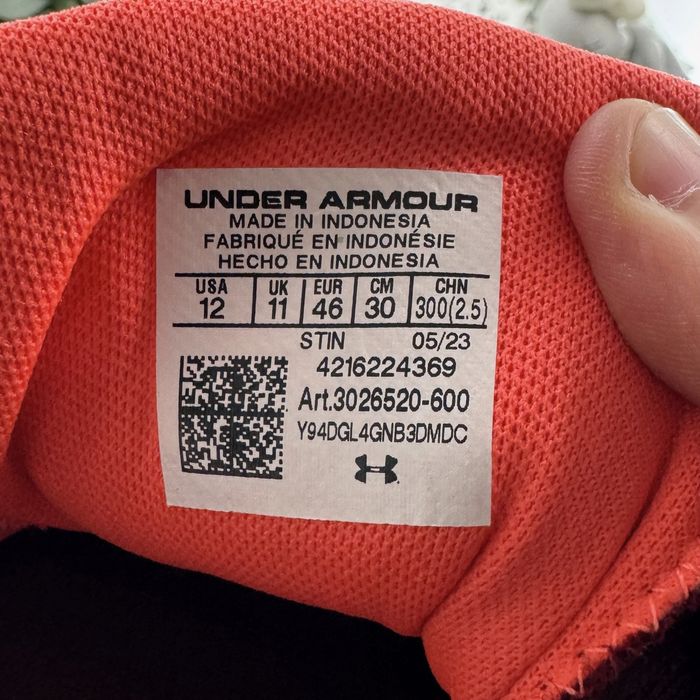 UNDER ARMOUR
MADE IN INDONESIA
FABRIQUÉ EN INDONÉSIE
HECHO EN INDONESIA
USA UK EUR CM CHN
12 11 46 30 300(2.5)
STIN 05/23
4216224369
Art.3026520-600
Y94DGL4GNB3DMDC